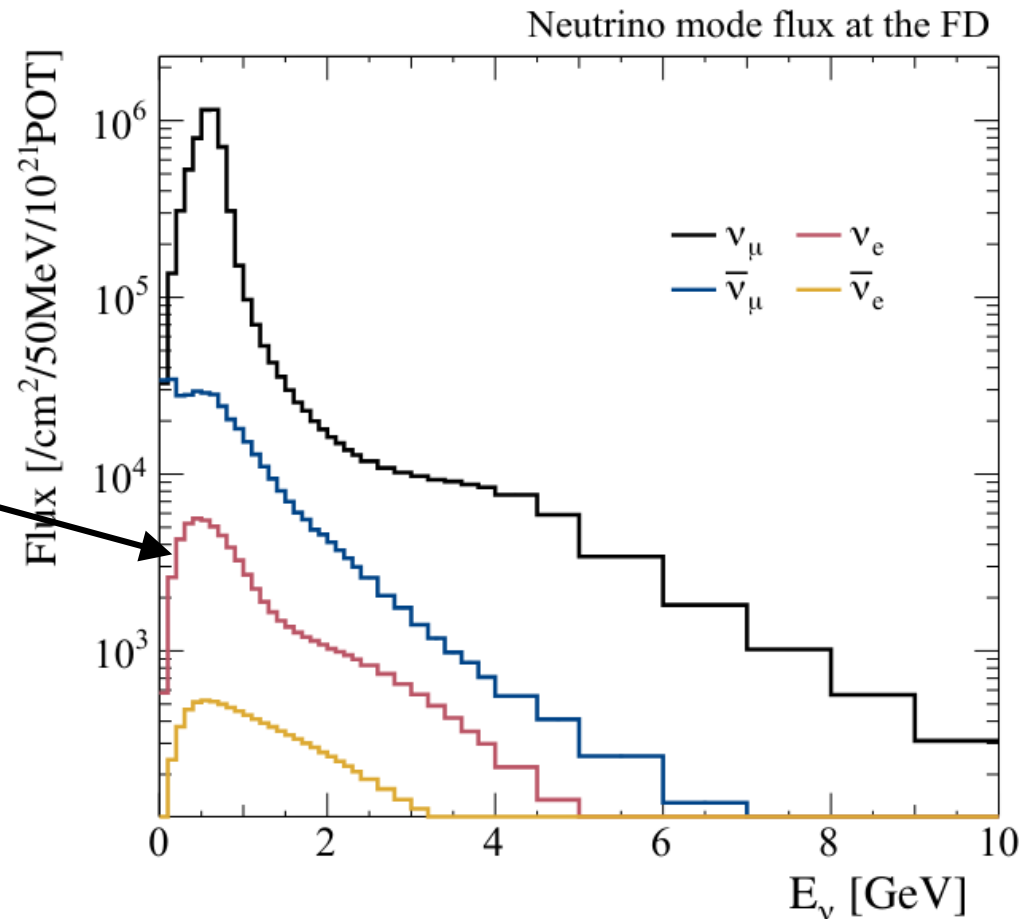 Neutrino mode flux at the FD
Flux [/cm²/50MeV/10²¹POT]
10⁶
10⁵
10⁴
10³
ν_μ ν_e
ν̅_μ ν̅_e
0 2 4 6 8 10
E_ν [GeV]